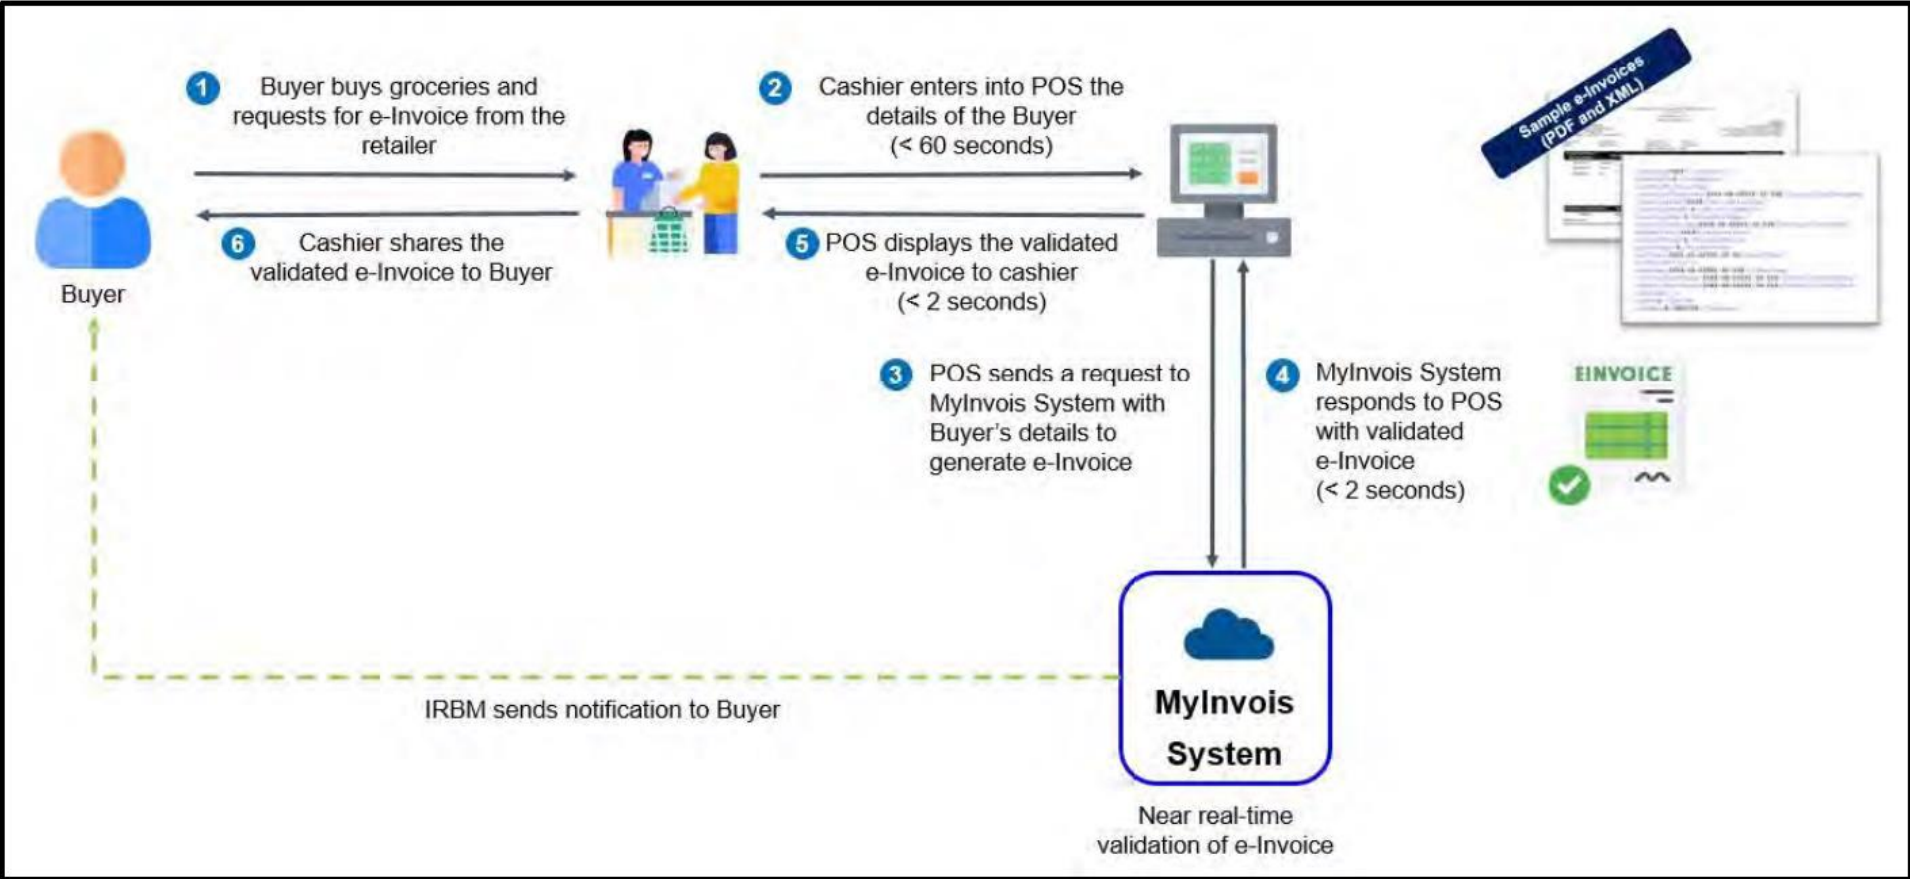 1
Buyer buys groceries and
requests for e-Invoice from the
retailer
2
Cashier enters into POS the
details of the Buyer
(< 60 seconds)
Sample e-Invoices
(PDF and XML)
6
Cashier shares the
validated e-Invoice to Buyer
5
POS displays the validated
e-Invoice to cashier
(< 2 seconds)
Buyer
3
POS sends a request to
MyInvois System with
Buyer's details to
generate e-Invoice
4
MyInvois System
responds to POS
with validated
e-Invoice
(< 2 seconds)
EINVOICE
IRBM sends notification to Buyer
MyInvois
System
Near real-time
validation of e-Invoice